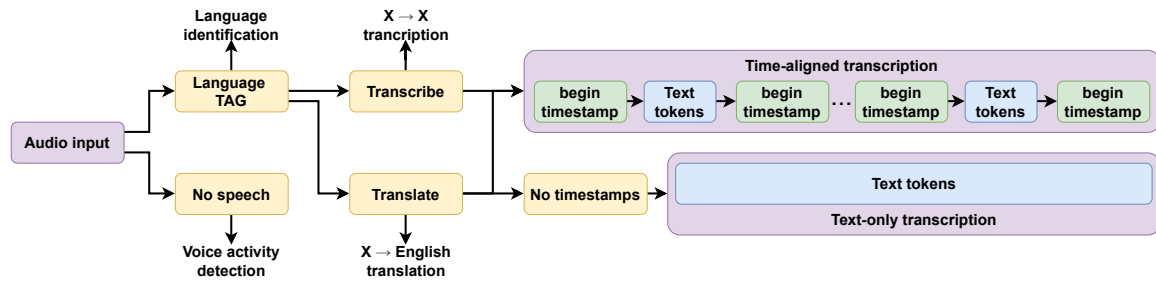 Language
identification
X → X
trancription
Language
TAG
Transcribe
Time-aligned transcription
begin
timestamp
Text
tokens
begin
timestamp
...
begin
timestamp
Text
tokens
begin
timestamp
Audio input
No speech
Translate
No timestamps
Text tokens
Text-only transcription
Voice activity
detection
X → English
translation